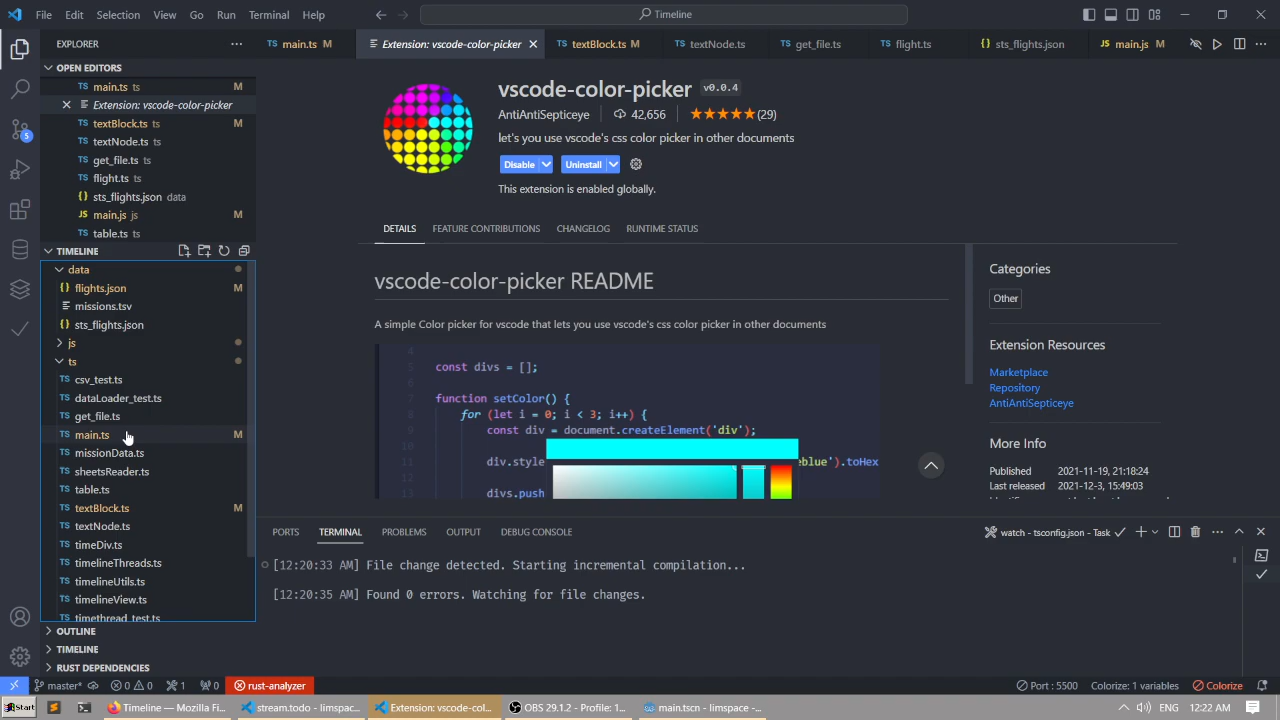 File Edit Selection View Go Run Terminal Help
Timeline
EXPLORER
OPEN EDITORS
main.ts ts M
Extension: vscode-color-picker
textBlock.ts ts M
textNode.ts ts
get_file.ts ts
flight.ts ts
sts_flights.json data
main.js js M
table.ts ts
TIMELINE
data
flights.json M
missions.tsv
sts_flights.json
js
ts
csv_test.ts
dataLoader_test.ts
get_file.ts
main.ts M
missionData.ts
sheetsReader.ts
table.ts
textBlock.ts M
textNode.ts
timeDiv.ts
timelineThreads.ts
timelineUtils.ts
timelineView.ts
timethread_test.ts
OUTLINE
TIMELINE
RUST DEPENDENCIES
main.ts M
Extension: vscode-color-picker
textBlock.ts M
textNode.ts
get_file.ts
flight.ts
sts_flights.json
main.js M
vscode-color-picker v0.0.4
AntiAntiSepticeye 42,656 (29)
let's you use vscode's css color picker in other documents
Disable Uninstall
This extension is enabled globally.
DETAILS FEATURE CONTRIBUTIONS CHANGELOG RUNTIME STATUS
vscode-color-picker README
A simple Color picker for vscode that lets you use vscode's css color picker in other documents
4
5 const divs = [];
6
7 function setColor() {
8 for (let i = 0; i < 3; i++) {
9 const div = document.createElement('div');
10
11 div.style blue').toHex
12
13 divs.push
Categories
Other
Extension Resources
Marketplace
Repository
AntiAntiSepticeye
More Info
Published 2021-11-19, 21:18:24
Last released 2021-12-3, 15:49:03
PORTS TERMINAL PROBLEMS OUTPUT DEBUG CONSOLE
watch - tsconfig.json - Task
[12:20:33 AM] File change detected. Starting incremental compilation...
[12:20:35 AM] Found 0 errors. Watching for file changes.
5
master* 0 0 1 0 rust-analyzer Port : 5500 Colorize: 1 variables Colorize
Start Timeline — Mozilla Fi... stream.todo - limspac... Extension: vscode-col... OBS 29.1.2 - Profile: 1... main.tscn - limspace -... 12:22 AM